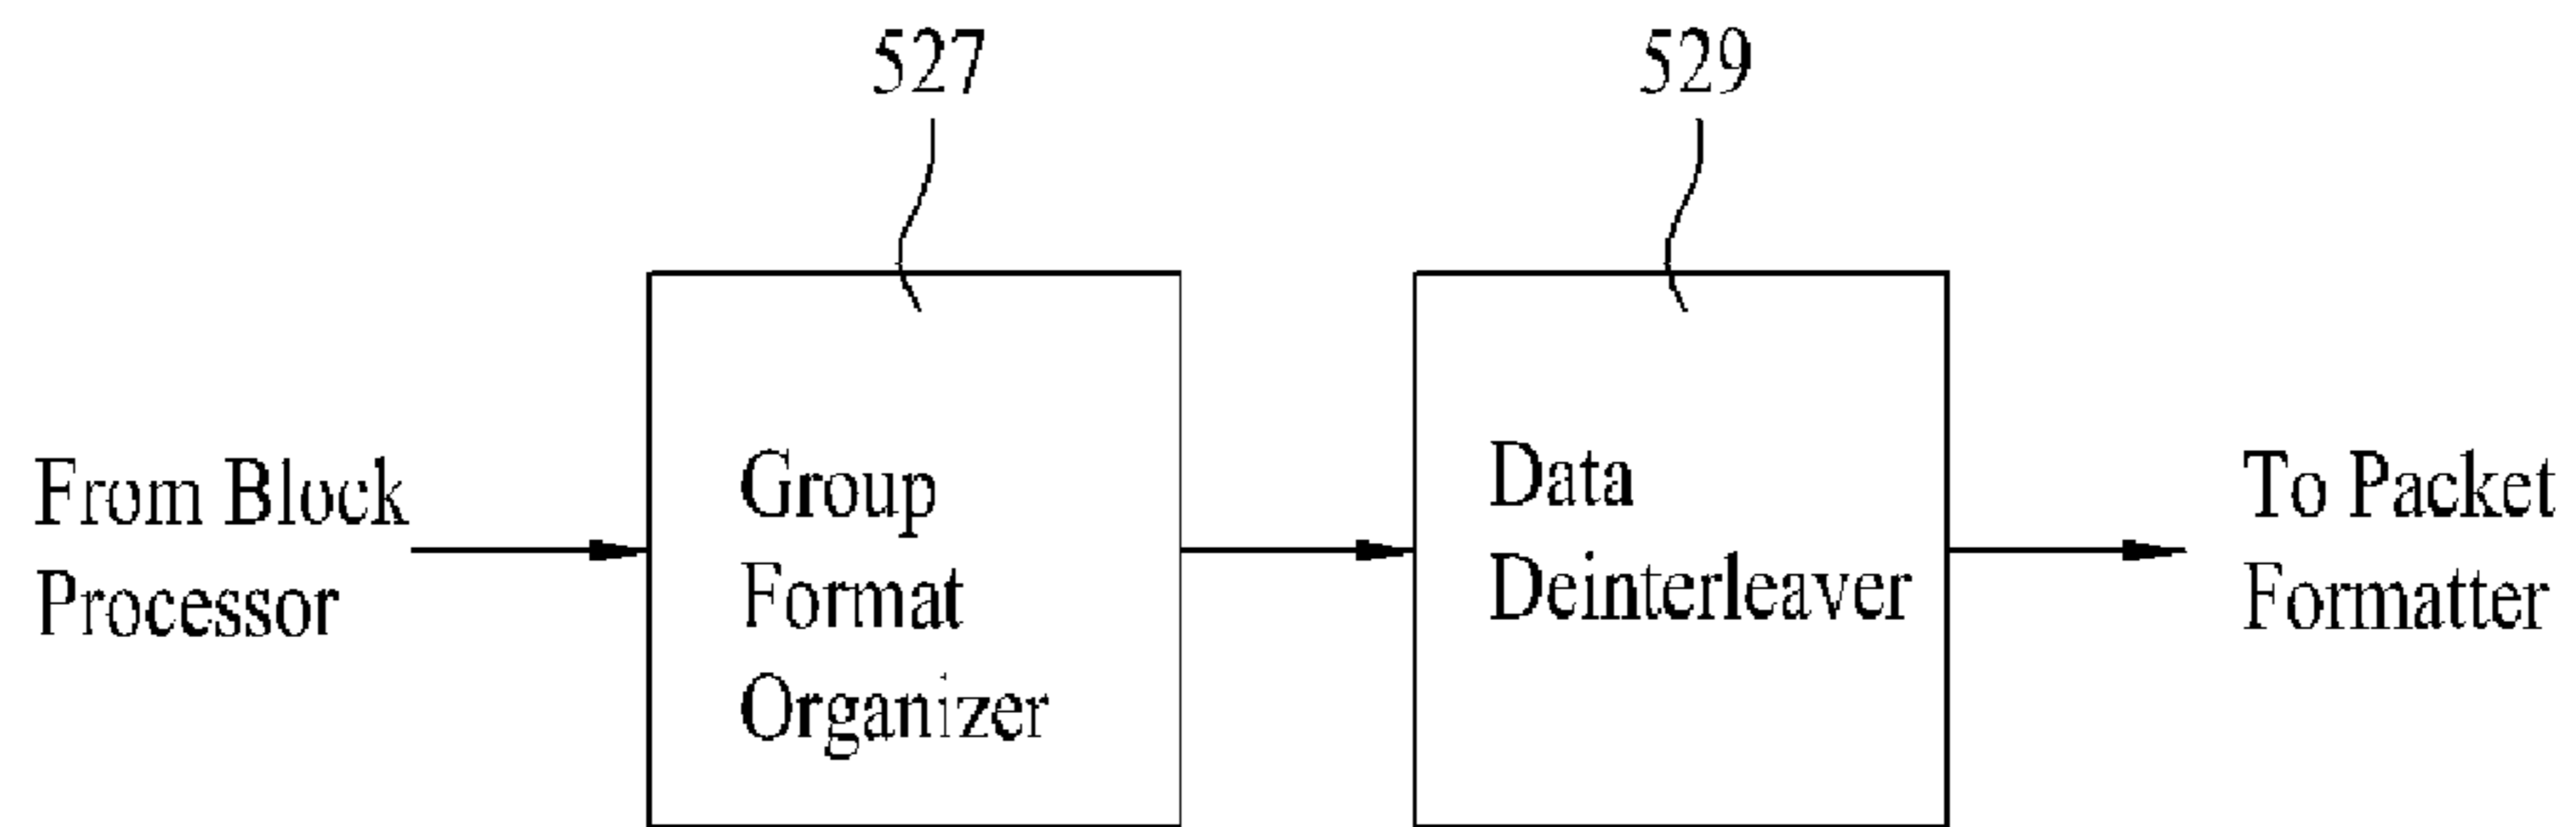 527
529
From Block
Processor
Group
Format
Organizer
Data
Deinterleaver
To Packet
Formatter